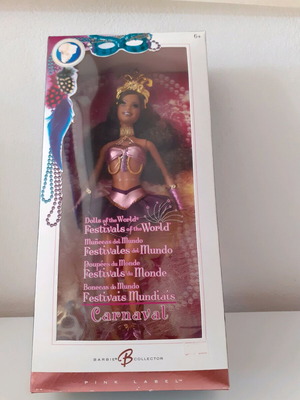 6+
Dolls of the World®
Festivals of the World™
Muñecas del Mundo
Festivales del Mundo
Poupées du Monde
Festivals du Monde
Bonecas do Mundo
Festivais Mundiais
Carnaval
BARBIE B COLLECTOR
PINK LABEL